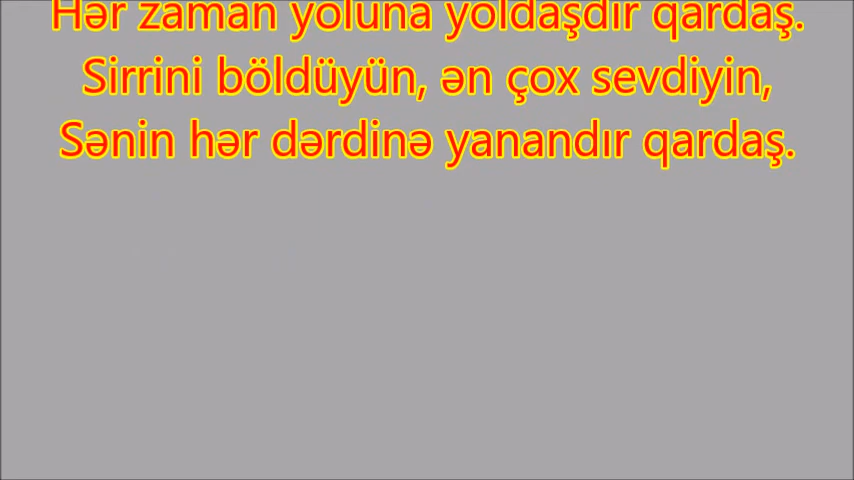 Hər zaman yoluna yoldaşdır qardaş.
Sirrini böldüyün, ən çox sevdiyin,
Sənin hər dərdinə yanandır qardaş.